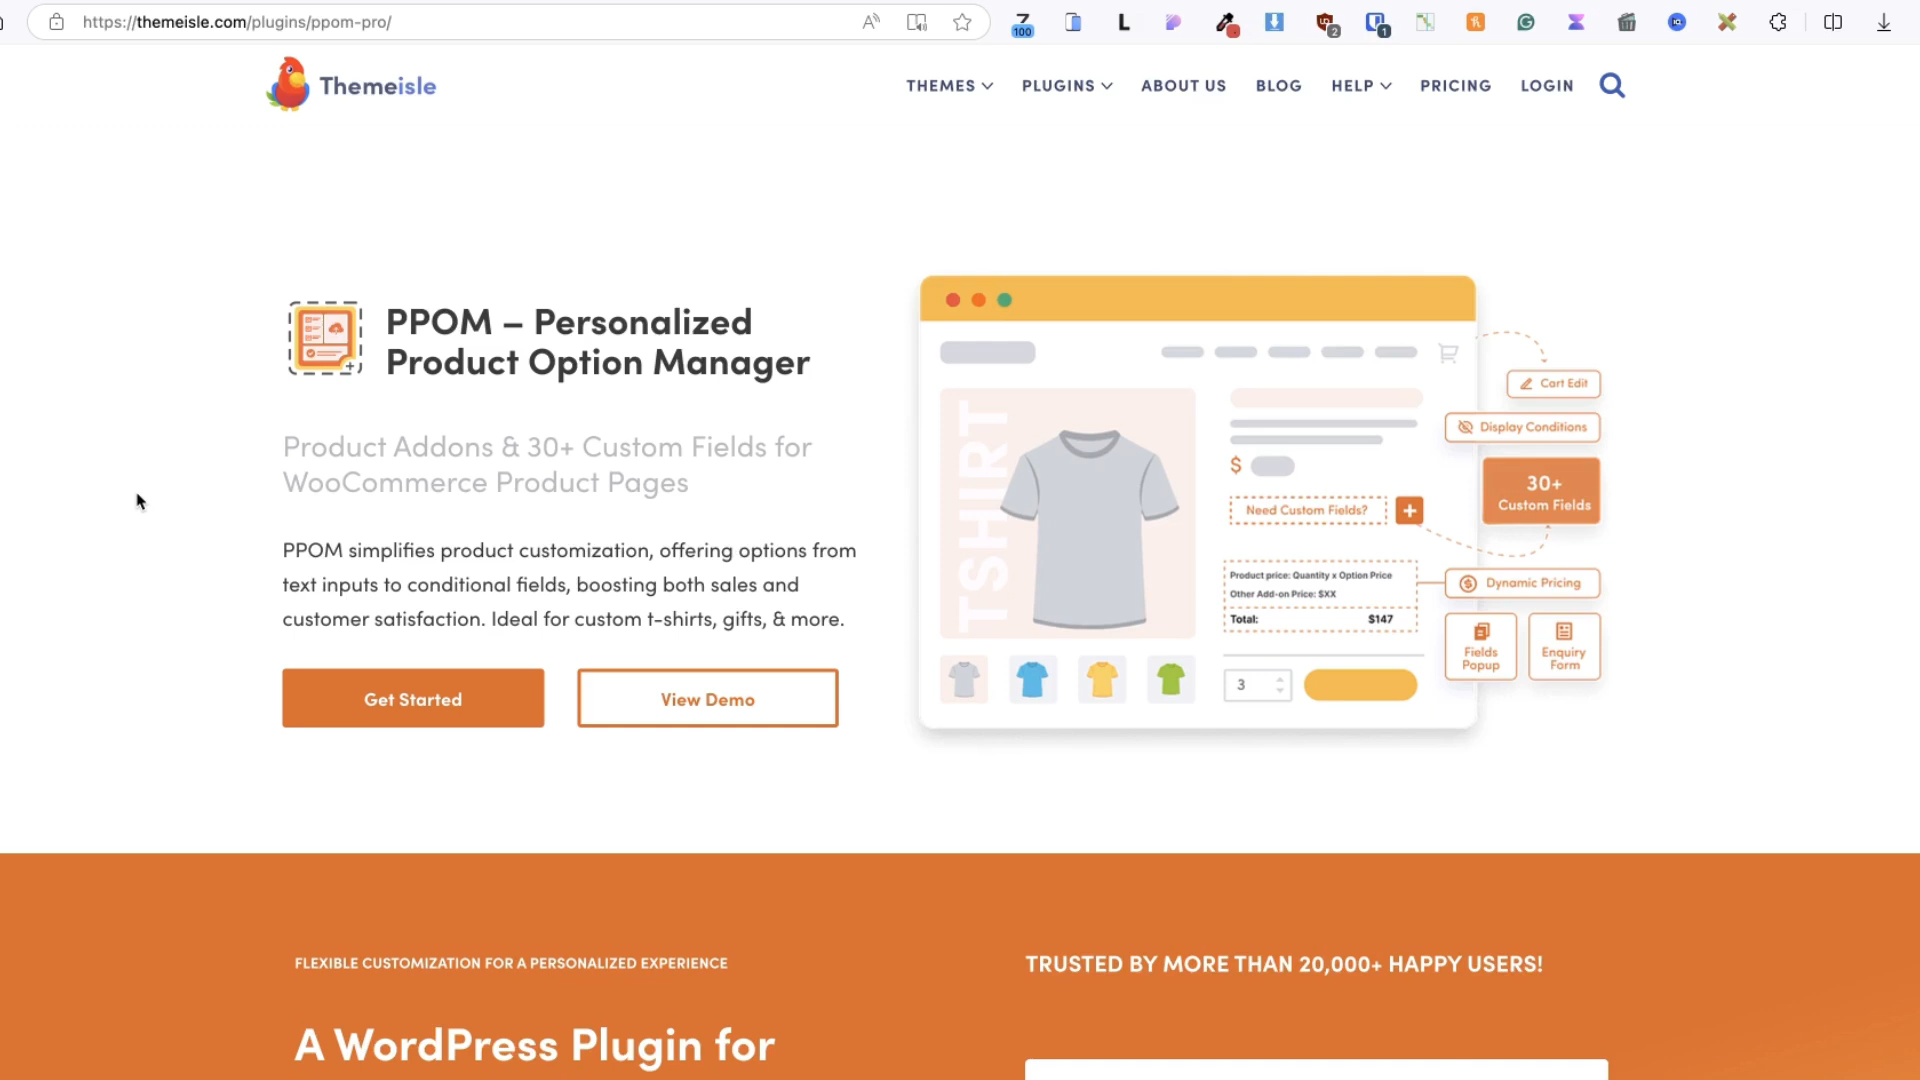 https://themeisle.com/plugins/ppom-pro/
100
L
2
1
Themeisle
THEMES
PLUGINS
ABOUT US
BLOG
HELP
PRICING
LOGIN
PPOM – Personalized
Product Option Manager
Product Addons & 30+ Custom Fields for
WooCommerce Product Pages
PPOM simplifies product customization, offering options from
text inputs to conditional fields, boosting both sales and
customer satisfaction. Ideal for custom t-shirts, gifts, & more.
Get Started
View Demo
TSHIRT
$
Need Custom Fields?
+
Product price: Quantity x Option Price
Other Add-on Price: $XX
Total: $147
3
Cart Edit
Display Conditions
30+
Custom Fields
Dynamic Pricing
Fields
Popup
Enquiry
Form
FLEXIBLE CUSTOMIZATION FOR A PERSONALIZED EXPERIENCE
A WordPress Plugin for
TRUSTED BY MORE THAN 20,000+ HAPPY USERS!